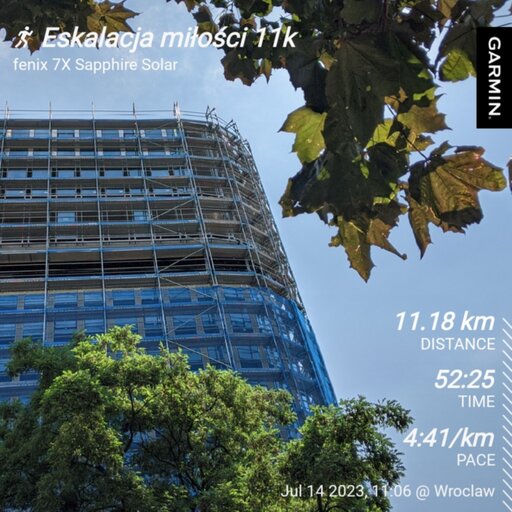 Eskalacja miłości 11k
fenix 7X Sapphire Solar
GARMIN
11.18 km
DISTANCE
52:25
TIME
4:41/km
PACE
Jul 14 2023, 11:06 @ Wroclaw